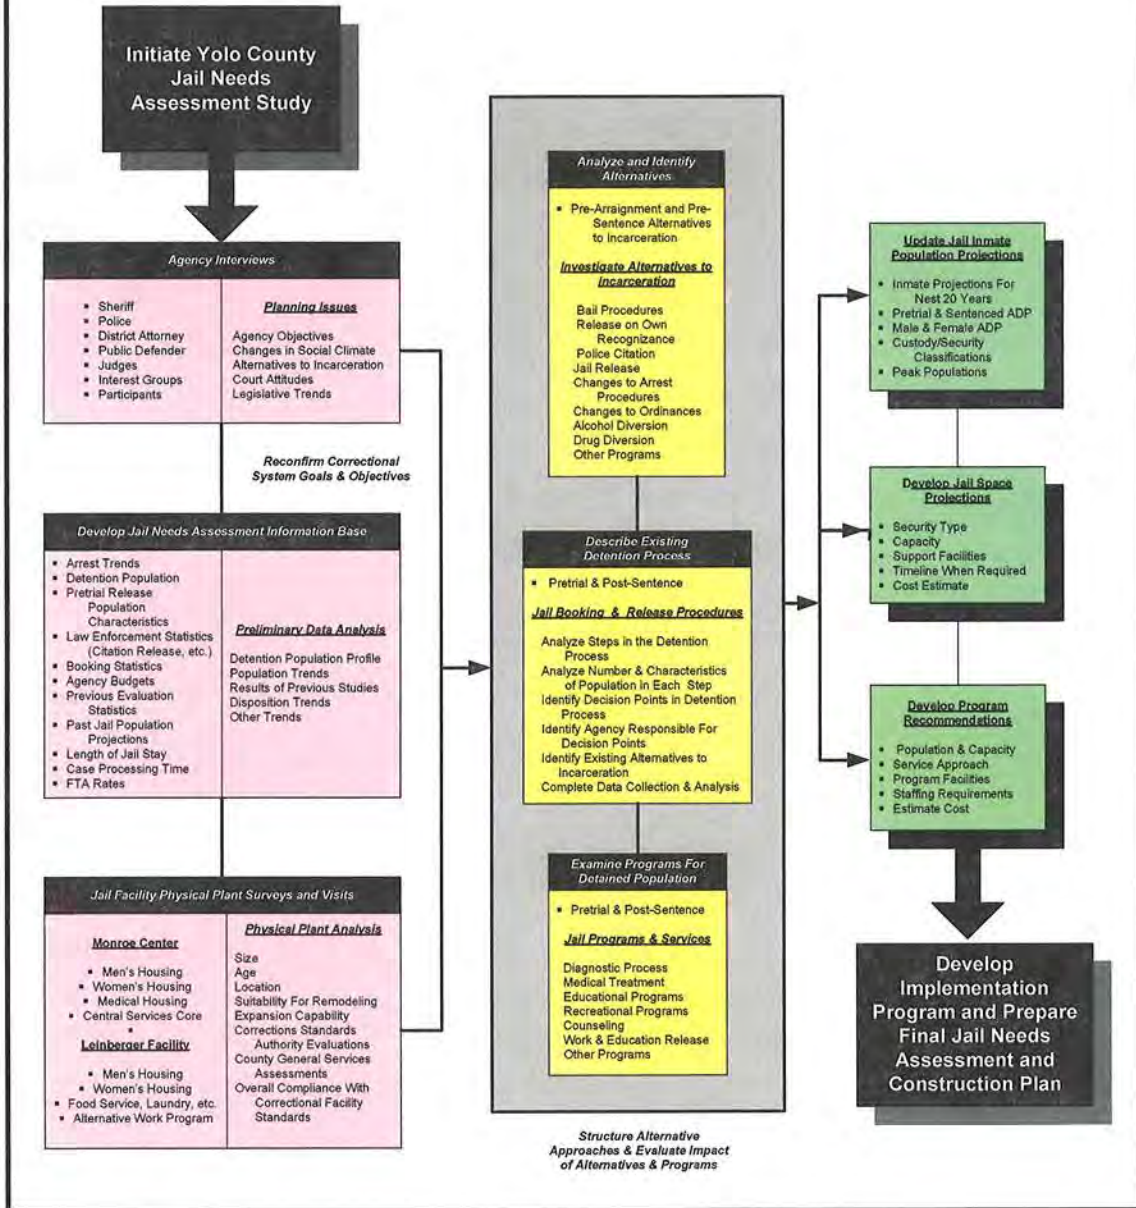 Initiate Yolo County
Jail Needs
Assessment Study
Agency Interviews
▪ Sheriff
▪ Police
▪ District Attorney
▪ Public Defender
▪ Judges
▪ Interest Groups
▪ Participants
Planning Issues
Agency Objectives
Changes in Social Climate
Alternatives to Incarceration
Court Attitudes
Legislative Trends
Reconfirm Correctional
System Goals & Objectives
Develop Jail Needs Assessment Information Base
▪ Arrest Trends
▪ Detention Population
▪ Pretrial Release
Population
Characteristics
▪ Law Enforcement Statistics
(Citation Release, etc.)
▪ Booking Statistics
▪ Agency Budgets
▪ Previous Evaluation
Statistics
▪ Past Jail Population
Projections
▪ Length of Jail Stay
▪ Case Processing Time
▪ FTA Rates
Preliminary Data Analysis
Detention Population Profile
Population Trends
Results of Previous Studies
Disposition Trends
Other Trends
Jail Facility Physical Plant Surveys and Visits
Monroe Center
▪ Men's Housing
▪ Women's Housing
▪ Medical Housing
▪ Central Services Core
▪
Leinberger Facility
▪ Men's Housing
▪ Women's Housing
▪ Food Service, Laundry, etc.
▪ Alternative Work Program
Physical Plant Analysis
Size
Age
Location
Suitability For Remodeling
Expansion Capability
Corrections Standards
Authority Evaluations
County General Services
Assessments
Overall Compliance With
Correctional Facility
Standards
Analyze and Identify
Alternatives
▪ Pre-Arraignment and Pre-
Sentence Alternatives
to Incarceration
Investigate Alternatives to
Incarceration
Bail Procedures
Release on Own
Recognizance
Police Citation
Jail Release
Changes to Arrest
Procedures
Changes to Ordinances
Alcohol Diversion
Drug Diversion
Other Programs
Describe Existing
Detention Process
▪ Pretrial & Post-Sentence
Jail Booking & Release Procedures
Analyze Steps in the Detention
Process
Analyze Number & Characteristics
of Population in Each Step
Identify Decision Points in Detention
Process
Identify Agency Responsible For
Decision Points
Identify Existing Alternatives to
Incarceration
Complete Data Collection & Analysis
Examine Programs For
Detained Population
▪ Pretrial & Post-Sentence
Jail Programs & Services
Diagnostic Process
Medical Treatment
Educational Programs
Recreational Programs
Counseling
Work & Education Release
Other Programs
Structure Alternative
Approaches & Evaluate Impact
of Alternatives & Programs
Update Jail Inmate
Population Projections
▪ Inmate Projections For
Nest 20 Years
▪ Pretrial & Sentenced ADP
▪ Male & Female ADP
▪ Custody/Security
Classifications
▪ Peak Populations
Develop Jail Space
Projections
▪ Security Type
▪ Capacity
▪ Support Facilities
▪ Timeline When Required
▪ Cost Estimate
Develop Program
Recommendations
▪ Population & Capacity
▪ Service Approach
▪ Program Facilities
▪ Staffing Requirements
▪ Estimate Cost
Develop
Implementation
Program and Prepare
Final Jail Needs
Assessment and
Construction Plan